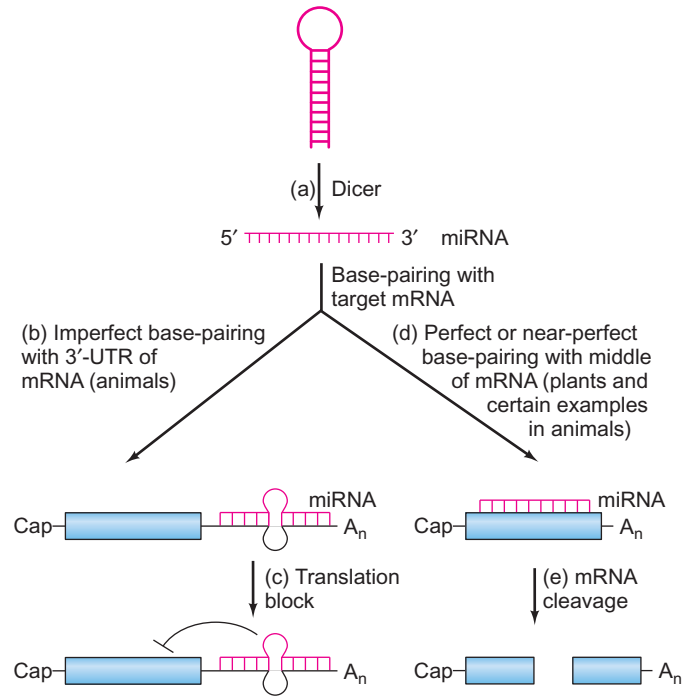 (a) Dicer
5′ 3′ miRNA
Base-pairing with
target mRNA
(b) Imperfect base-pairing
with 3′-UTR of
mRNA (animals)
(d) Perfect or near-perfect
base-pairing with middle
of mRNA (plants and
certain examples
in animals)
miRNA
Cap
Aₙ
miRNA
Cap
Aₙ
(c) Translation
block
(e) mRNA
cleavage
Cap
Aₙ
Cap
Aₙ